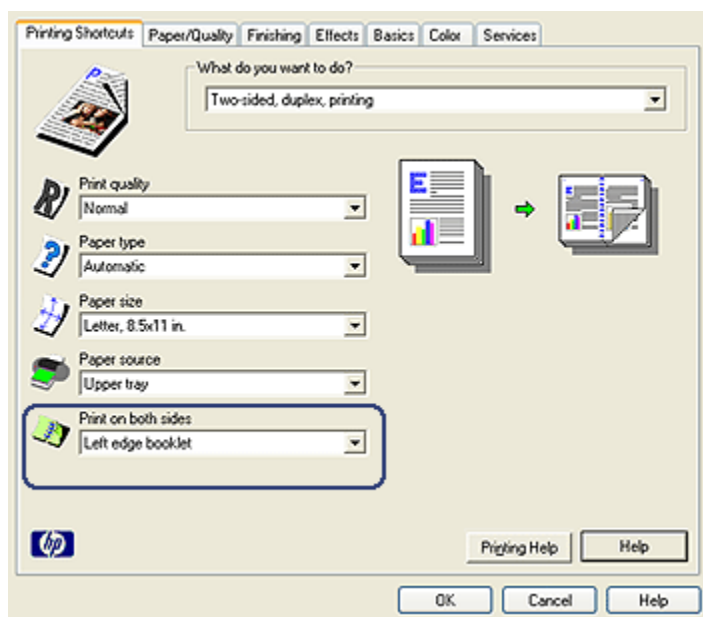 Printing Shortcuts Paper/Quality Finishing Effects Basics Color Services
What do you want to do?
Two-sided, duplex, printing
Print quality
Normal
Paper type
Automatic
Paper size
Letter, 8.5x11 in.
Paper source
Upper tray
Print on both sides
Left edge booklet
hp
Printing Help Help
OK Cancel Help